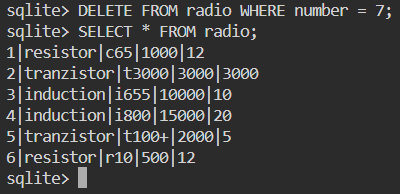 sqlite> DELETE FROM radio WHERE number = 7;
sqlite> SELECT * FROM radio;
1|resistor|c65|1000|12
2|tranzistor|t3000|3000|3000
3|induction|i655|10000|10
4|induction|i800|15000|20
5|tranzistor|t100+|2000|5
6|resistor|r10|500|12
sqlite>